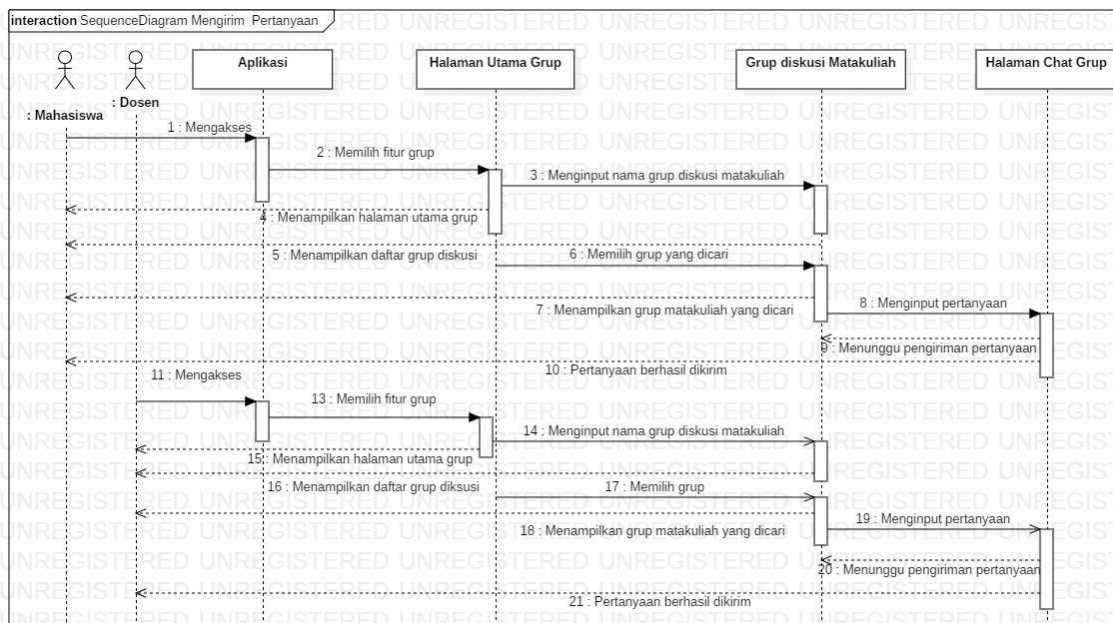 interaction SequenceDiagram Mengirim Pertanyaan
Aplikasi
Halaman Utama Grup
Grup diskusi Matakuliah
Halaman Chat Grup
: Dosen
: Mahasiswa
1 : Mengakses
2 : Memilih fitur grup
3 : Menginput nama grup diskusi matakuliah
4 : Menampilkan halaman utama grup
5 : Menampilkan daftar grup diskusi
6 : Memilih grup yang dicari
7 : Menampilkan grup matakuliah yang dicari
8 : Menginput pertanyaan
9 : Menunggu pengiriman pertanyaan
10 : Pertanyaan berhasil dikirim
11 : Mengakses
13 : Memilih fitur grup
14 : Menginput nama grup diskusi matakuliah
15 : Menampilkan halaman utama grup
16 : Menampilkan daftar grup diksusi
17 : Memilih grup
18 : Menampilkan grup matakuliah yang dicari
19 : Menginput pertanyaan
20 : Menunggu pengiriman pertanyaan
21 : Pertanyaan berhasil dikirim
UNREGISTERED